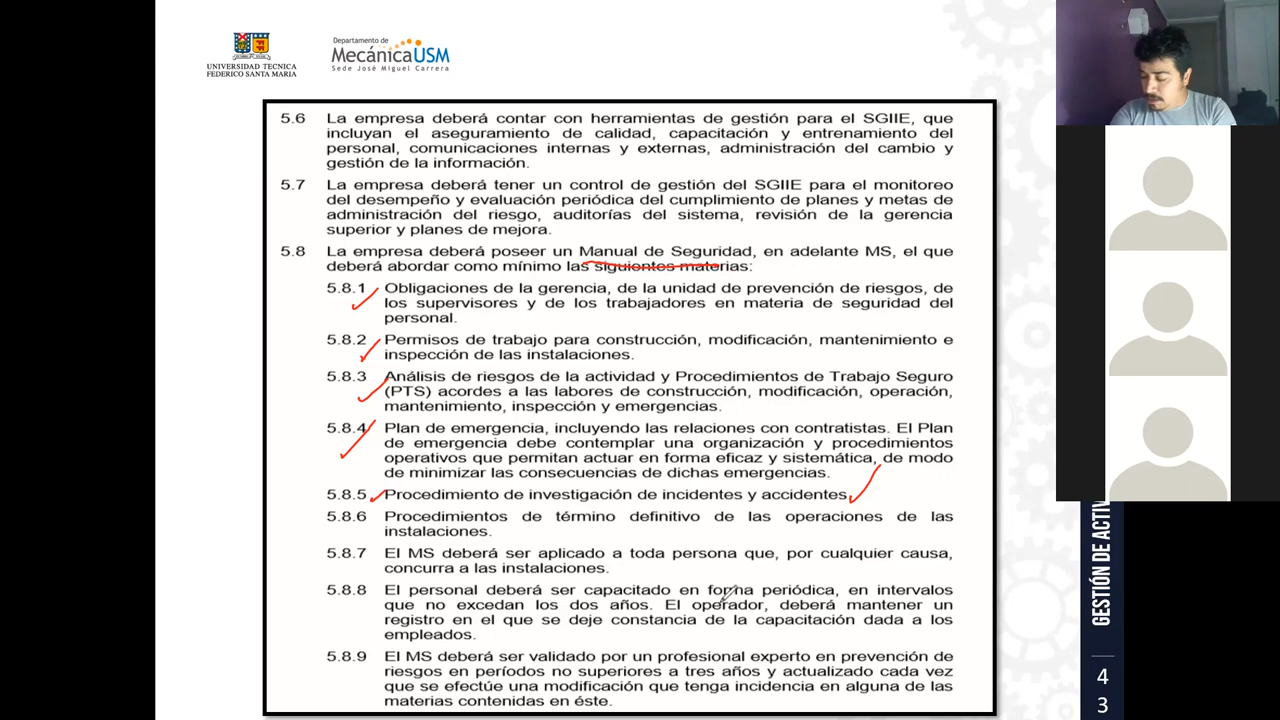 UNIVERSIDAD TECNICA
FEDERICO SANTA MARIA
Departamento de
MecánicaUSM
Sede José Miguel Carrera
5.6 La empresa deberá contar con herramientas de gestión para el SGIIE, que
incluyan el aseguramiento de calidad, capacitación y entrenamiento del
personal, comunicaciones internas y externas, administración del cambio y
gestión de la información.
5.7 La empresa deberá tener un control de gestión del SGIIE para el monitoreo
del desempeño y evaluación periódica del cumplimiento de planes y metas de
administración del riesgo, auditorías del sistema, revisión de la gerencia
superior y planes de mejora.
5.8 La empresa deberá poseer un Manual de Seguridad, en adelante MS, el que
deberá abordar como mínimo las siguientes materias:
5.8.1 Obligaciones de la gerencia, de la unidad de prevención de riesgos, de
los supervisores y de los trabajadores en materia de seguridad del
personal.
5.8.2 Permisos de trabajo para construcción, modificación, mantenimiento e
inspección de las instalaciones.
5.8.3 Análisis de riesgos de la actividad y Procedimientos de Trabajo Seguro
(PTS) acordes a las labores de construcción, modificación, operación,
mantenimiento, inspección y emergencias.
5.8.4 Plan de emergencia, incluyendo las relaciones con contratistas. El Plan
de emergencia debe contemplar una organización y procedimientos
operativos que permitan actuar en forma eficaz y sistemática, de modo
de minimizar las consecuencias de dichas emergencias.
5.8.5 Procedimiento de investigación de incidentes y accidentes
5.8.6 Procedimientos de término definitivo de las operaciones de las
instalaciones.
5.8.7 El MS deberá ser aplicado a toda persona que, por cualquier causa,
concurra a las instalaciones.
5.8.8 El personal deberá ser capacitado en forma periódica, en intervalos
que no excedan los dos años. El operador, deberá mantener un
registro en el que se deje constancia de la capacitación dada a los
empleados.
5.8.9 El MS deberá ser validado por un profesional experto en prevención de
riesgos en períodos no superiores a tres años y actualizado cada vez
que se efectúe una modificación que tenga incidencia en alguna de las
materias contenidas en éste.
GESTIÓN DE ACTIV
4
3